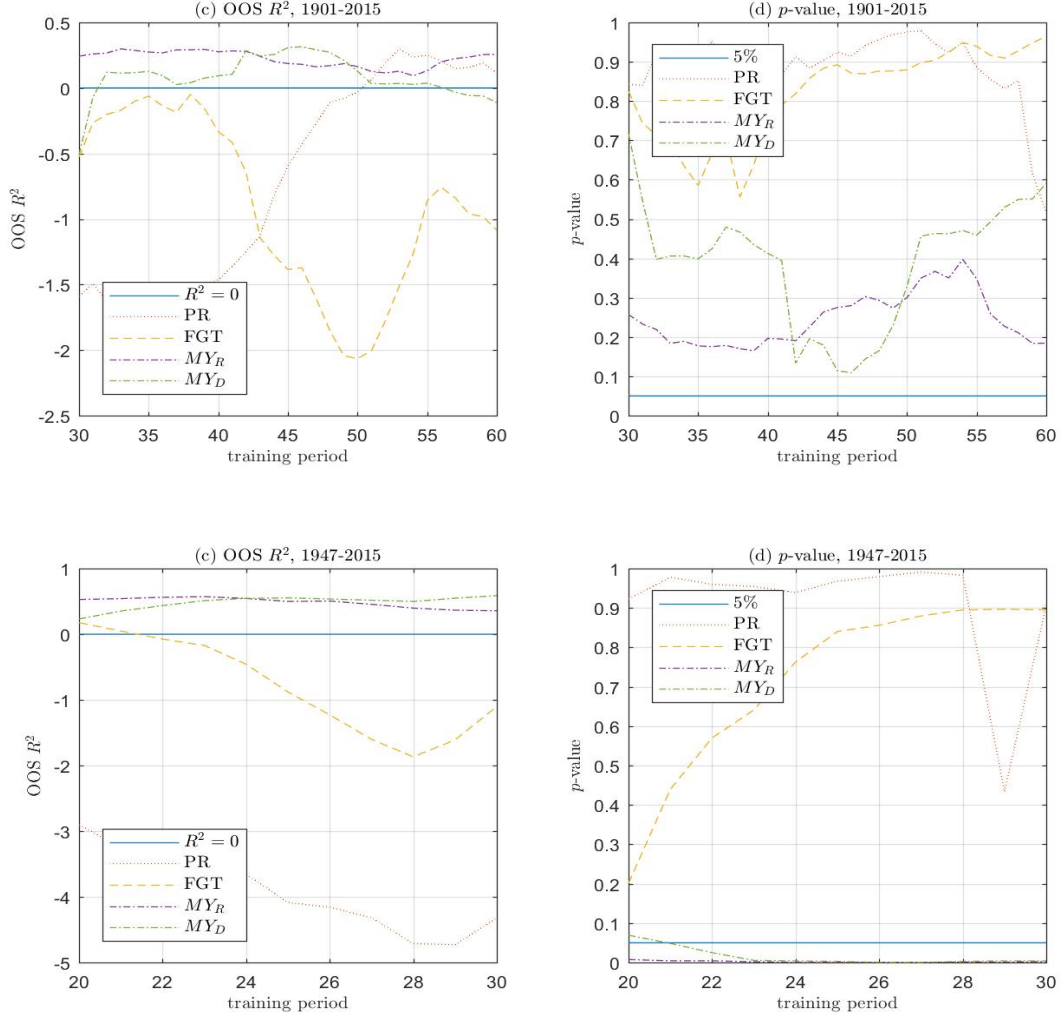 (c) OOS R², 1901-2015
0.5
0
-0.5
-1
-1.5
-2
-2.5
OOS R²
R² = 0
PR
FGT
MY_R
MY_D
30 35 40 45 50 55 60
training period
(d) p-value, 1901-2015
1
0.9
0.8
0.7
0.6
0.5
0.4
0.3
0.2
0.1
0
p-value
5%
PR
FGT
MY_R
MY_D
30 35 40 45 50 55 60
training period
(c) OOS R², 1947-2015
1
0
-1
-2
-3
-4
-5
OOS R²
R² = 0
PR
FGT
MY_R
MY_D
20 22 24 26 28 30
training period
(d) p-value, 1947-2015
1
0.9
0.8
0.7
0.6
0.5
0.4
0.3
0.2
0.1
0
p-value
5%
PR
FGT
MY_R
MY_D
20 22 24 26 28 30
training period